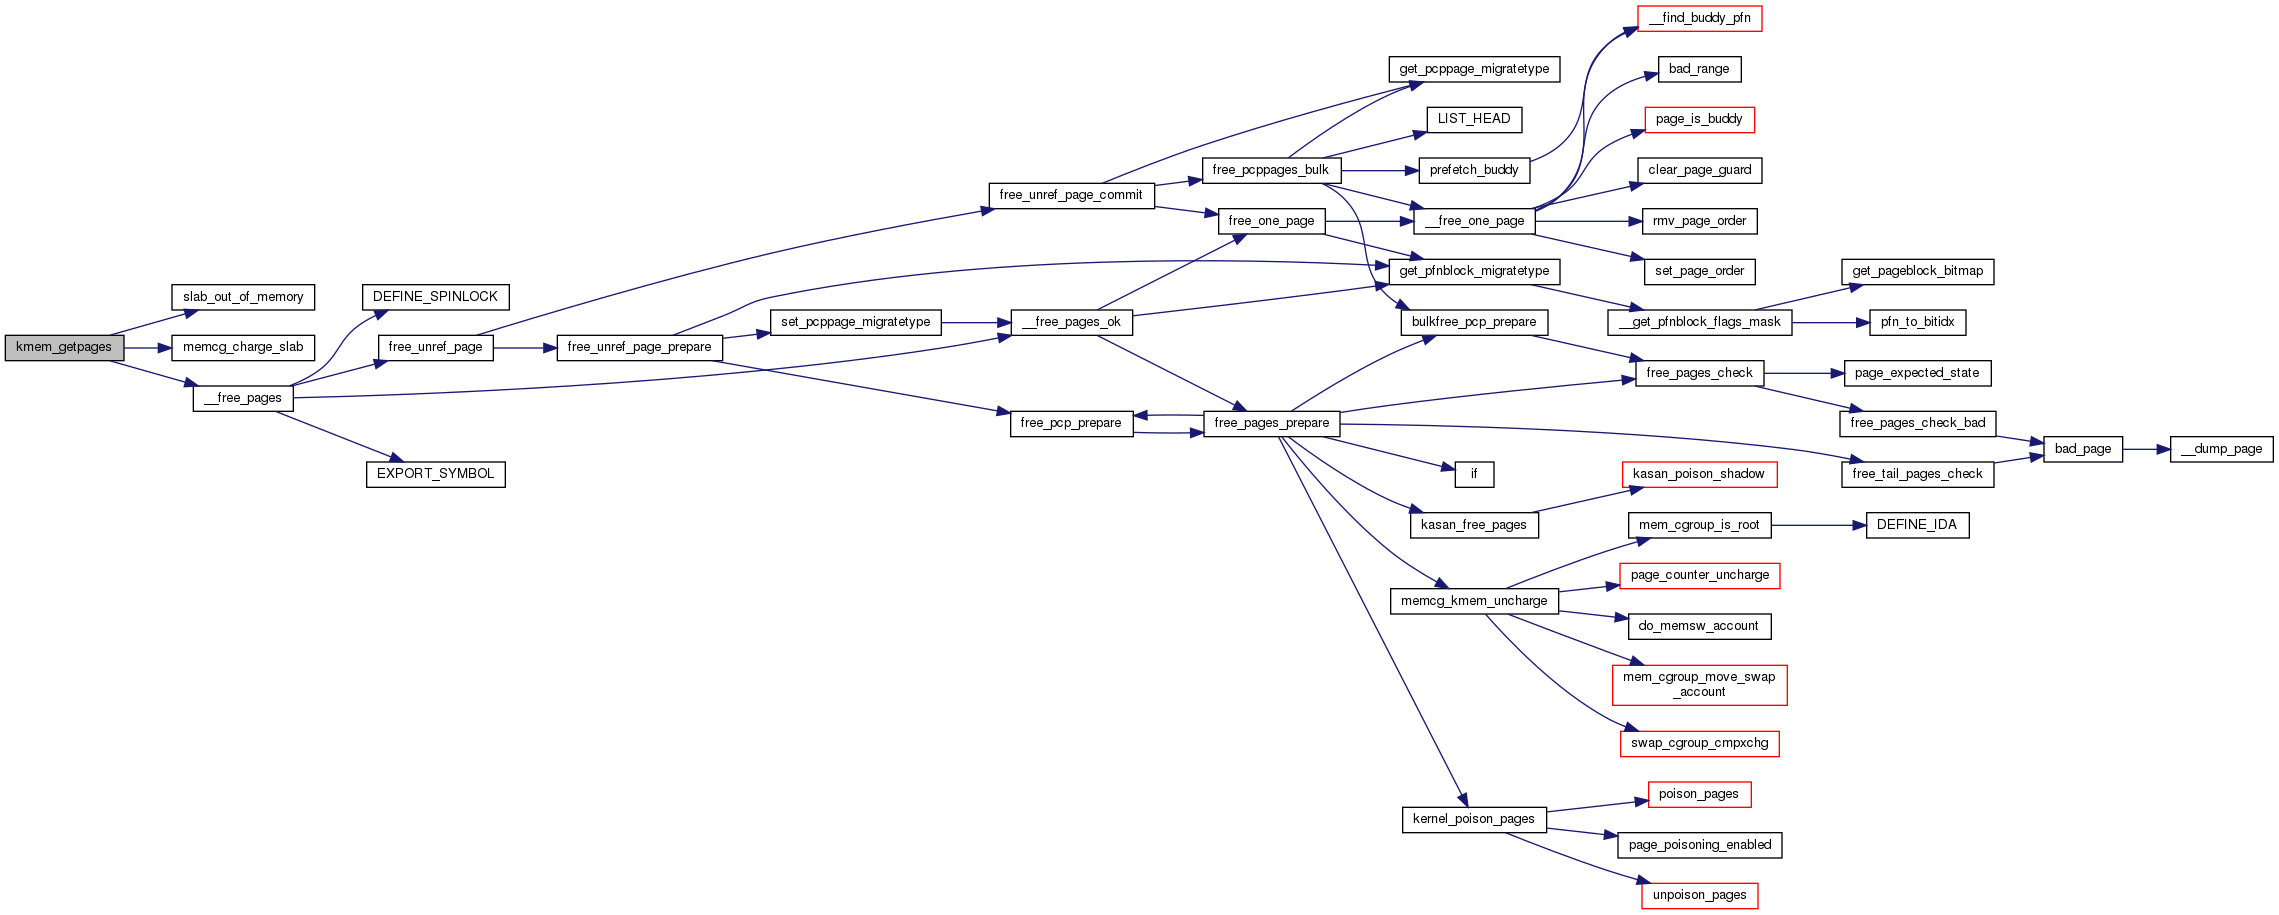 kmem_getpages
slab_out_of_memory
memcg_charge_slab
__free_pages
DEFINE_SPINLOCK
free_unref_page
EXPORT_SYMBOL
free_unref_page_prepare
set_pcppage_migratetype
free_unref_page_commit
__free_pages_ok
free_pcp_prepare
free_pcppages_bulk
free_one_page
free_pages_prepare
get_pcppage_migratetype
LIST_HEAD
prefetch_buddy
__free_one_page
get_pfnblock_migratetype
bulkfree_pcp_prepare
if
kasan_free_pages
memcg_kmem_uncharge
kernel_poison_pages
__find_buddy_pfn
bad_range
page_is_buddy
clear_page_guard
rmv_page_order
set_page_order
__get_pfnblock_flags_mask
free_pages_check
kasan_poison_shadow
mem_cgroup_is_root
page_counter_uncharge
do_memsw_account
mem_cgroup_move_swap
_account
swap_cgroup_cmpxchg
poison_pages
page_poisoning_enabled
unpoison_pages
get_pageblock_bitmap
pfn_to_bitidx
page_expected_state
free_pages_check_bad
free_tail_pages_check
DEFINE_IDA
bad_page
__dump_page